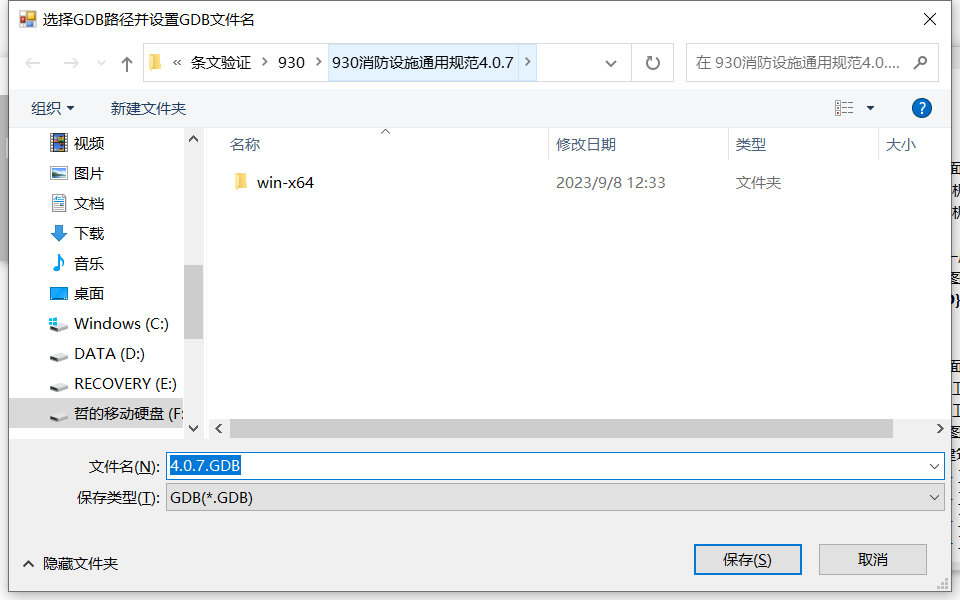 选择GDB路径并设置GDB文件名
« 条文验证 › 930 › 930消防设施通用规范4.0.7 ›
在 930消防设施通用规范4.0....
组织 新建文件夹 ?
名称 修改日期 类型 大小
win-x64 2023/9/8 12:33 文件夹
视频
图片
文档
下载
音乐
桌面
Windows (C:)
DATA (D:)
RECOVERY (E:)
哲的移动硬盘 (F:
文件名(N): 4.0.7.GDB
保存类型(T): GDB(*.GDB)
隐藏文件夹 保存(S) 取消